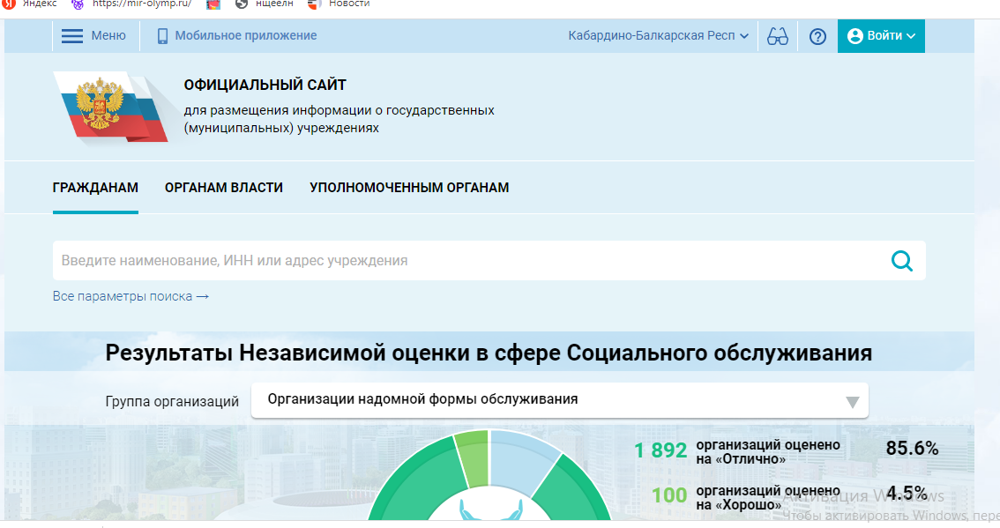 Яндекс https://mir-olymp.ru/ нщеелн Новости
Меню Мобильное приложение Кабардино-Балкарская Респ Войти
ОФИЦИАЛЬНЫЙ САЙТ
для размещения информации о государственных
(муниципальных) учреждениях
ГРАЖДАНАМ ОРГАНАМ ВЛАСТИ УПОЛНОМОЧЕННЫМ ОРГАНАМ
Введите наименование, ИНН или адрес учреждения
Все параметры поиска →
Результаты Независимой оценки в сфере Социального обслуживания
Группа организаций Организации надомной формы обслуживания
1 892 организаций оценено 85.6%
на «Отлично»
100 организаций оценено 4.5%
на «Хорошо»
Активация Windows
Чтобы активировать Windows,